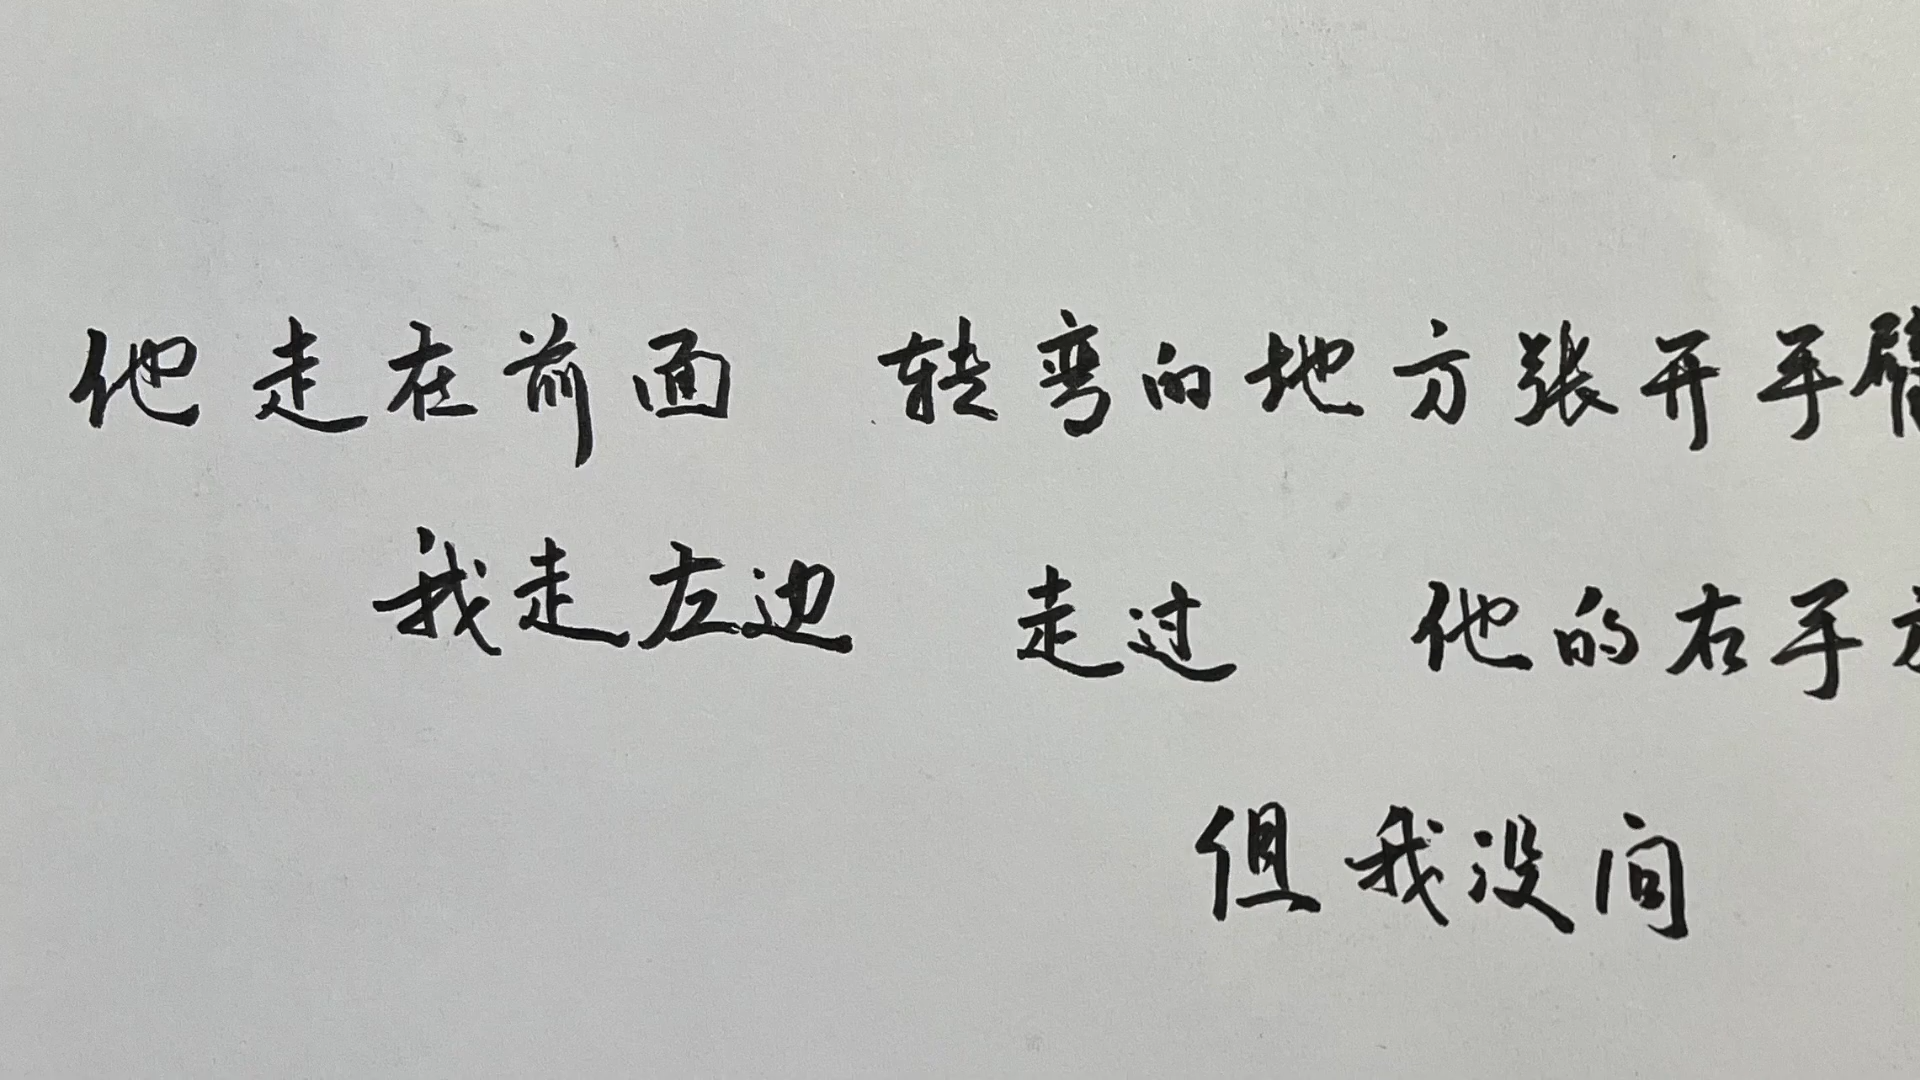 他走在前面 转弯的地方张开手臂
我走左边 走过 他的右手
但我没问